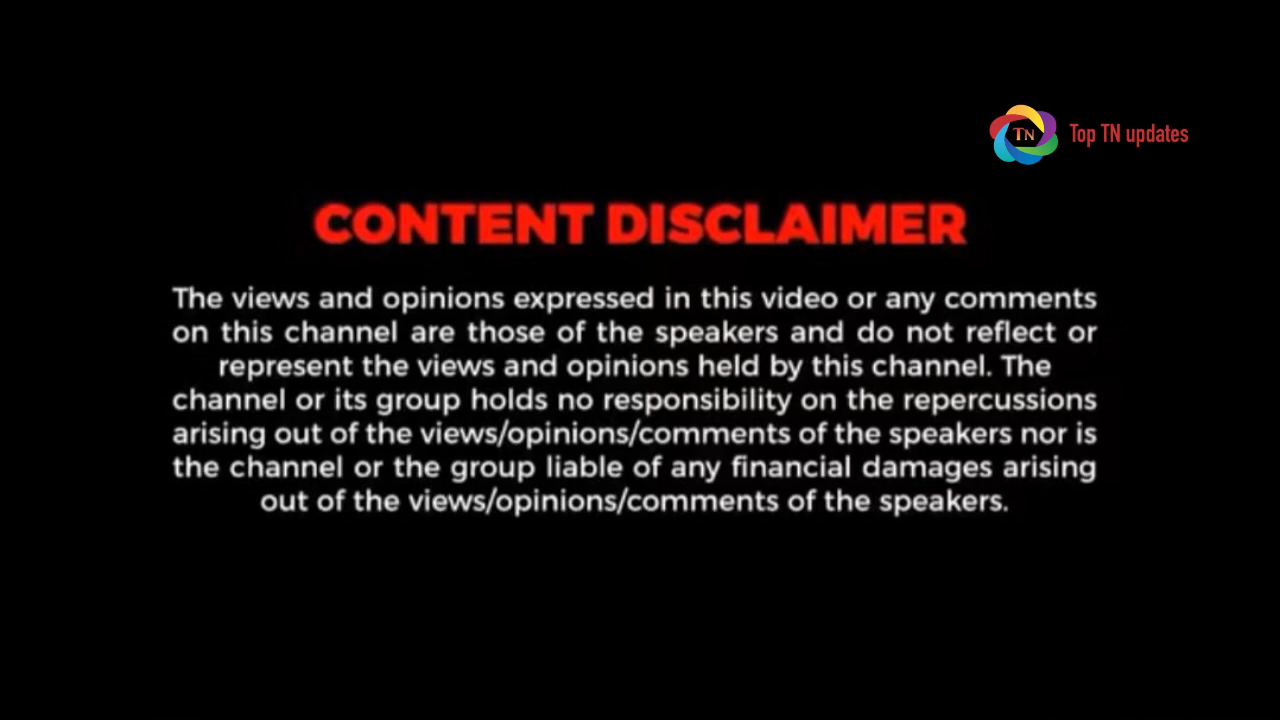 TN Top TN updates
CONTENT DISCLAIMER
The views and opinions expressed in this video or any comments
on this channel are those of the speakers and do not reflect or
represent the views and opinions held by this channel. The
channel or its group holds no responsibility on the repercussions
arising out of the views/opinions/comments of the speakers nor is
the channel or the group liable of any financial damages arising
out of the views/opinions/comments of the speakers.